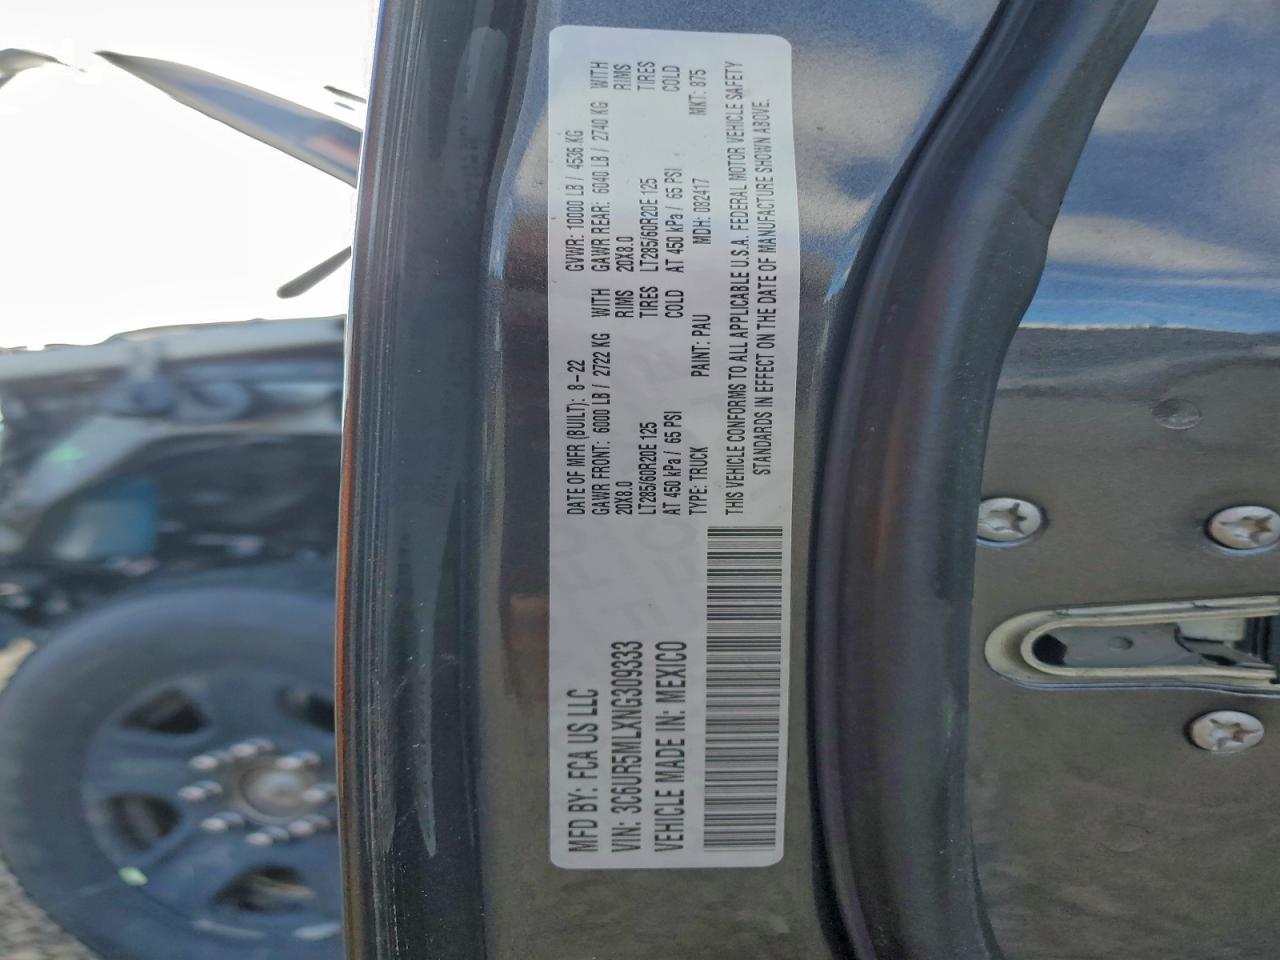 MFD BY: FCA US LLC
VIN: 3C6UR5MLXNG309333
VEHICLE MADE IN: MEXICO
DATE OF MFR (BUILT): 8-22 GVWR: 10000 LB / 4536 KG
GAWR FRONT: 6000 LB / 2722 KG WITH GAWR REAR: 6040 LB / 2740 KG WITH
20X8.0 RIMS 20X8.0 RIMS
LT285/60R20E 125 TIRES LT285/60R20E 125 TIRES
AT 450 kPa / 65 PSI COLD AT 450 kPa / 65 PSI COLD
TYPE: TRUCK PAINT: PAU MDH: 082417 MKT: 875
THIS VEHICLE CONFORMS TO ALL APPLICABLE U.S.A. FEDERAL MOTOR VEHICLE SAFETY
STANDARDS IN EFFECT ON THE DATE OF MANUFACTURE SHOWN ABOVE.